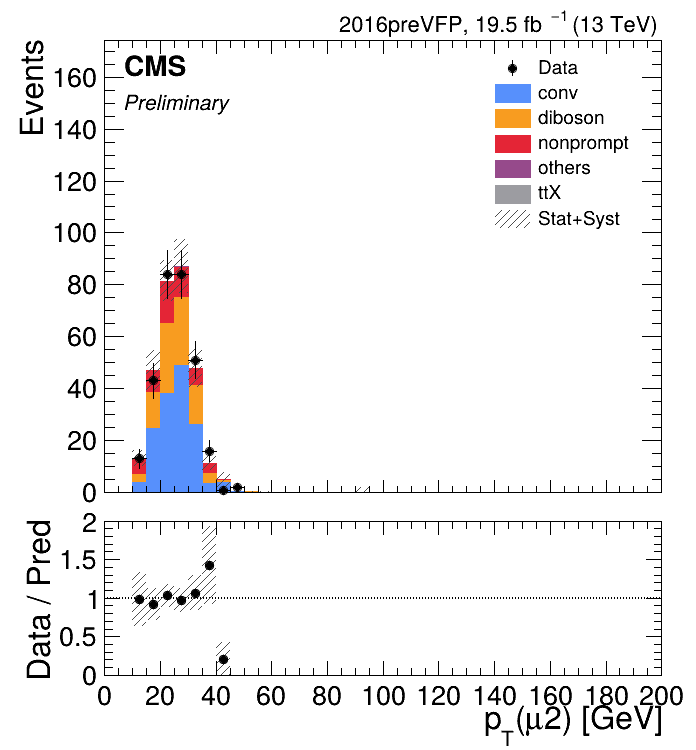 2016preVFP, 19.5 fb⁻¹ (13 TeV)
CMS
Preliminary
Data
conv
diboson
nonprompt
others
ttX
Stat+Syst
Events
160
140
120
100
80
60
40
20
0
Data / Pred
2
1.5
1
0.5
0
0 20 40 60 80 100 120 140 160 180 200
p_T(μ2) [GeV]